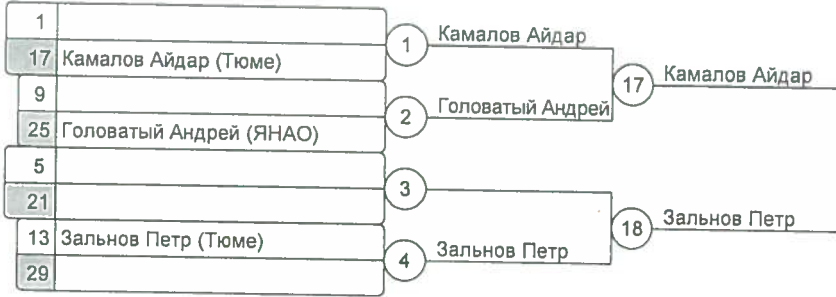 1
17 Камалов Айдар (Тюме)
1
Камалов Айдар
9
25 Головатый Андрей (ЯНАО)
2
Головатый Андрей
17
Камалов Айдар
5
21
3
13 Зальнов Петр (Тюме)
29
4
Зальнов Петр
18
Зальнов Петр